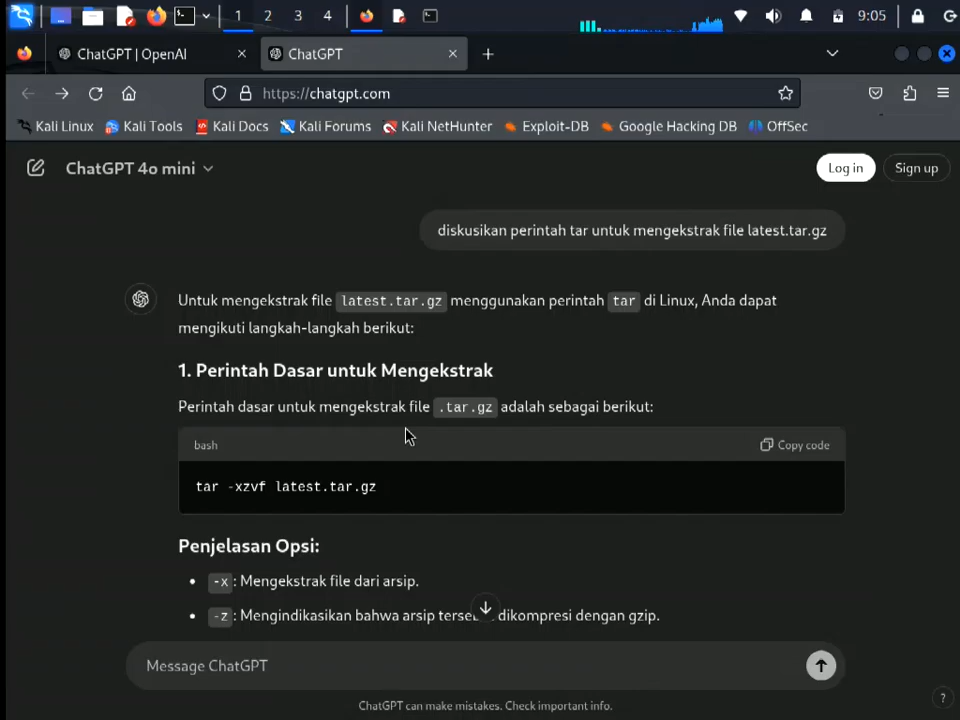 1 2 3 4 9:05
ChatGPT | OpenAI
ChatGPT
https://chatgpt.com
Kali Linux Kali Tools Kali Docs Kali Forums Kali NetHunter Exploit-DB Google Hacking DB OffSec
ChatGPT 4o mini
Log in
Sign up
diskusikan perintah tar untuk mengekstrak file latest.tar.gz
Untuk mengekstrak file latest.tar.gz menggunakan perintah tar di Linux, Anda dapat
mengikuti langkah-langkah berikut:
1. Perintah Dasar untuk Mengekstrak
Perintah dasar untuk mengekstrak file .tar.gz adalah sebagai berikut:
bash
Copy code
tar -xzvf latest.tar.gz
Penjelasan Opsi:
• -x: Mengekstrak file dari arsip.
• -z: Mengindikasikan bahwa arsip dikompresi dengan gzip.
Message ChatGPT
ChatGPT can make mistakes. Check important info.
?